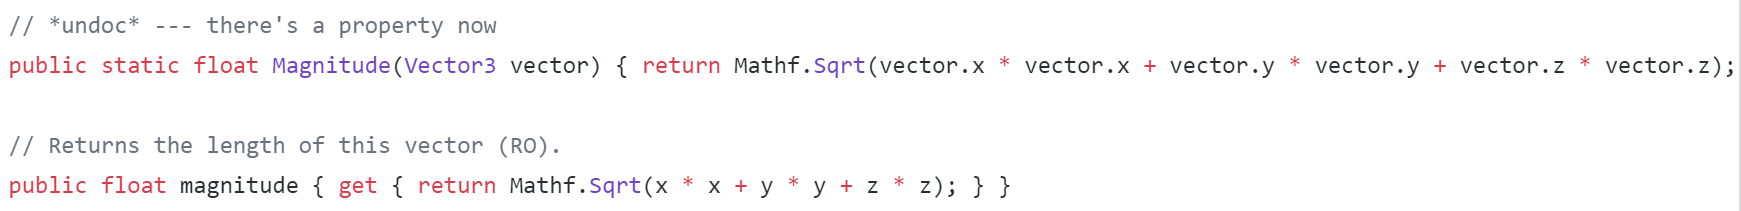 // *undoc* --- there's a property now
public static float Magnitude(Vector3 vector) { return Mathf.Sqrt(vector.x * vector.x + vector.y * vector.y + vector.z * vector.z);
// Returns the length of this vector (RO).
public float magnitude { get { return Mathf.Sqrt(x * x + y * y + z * z); } }